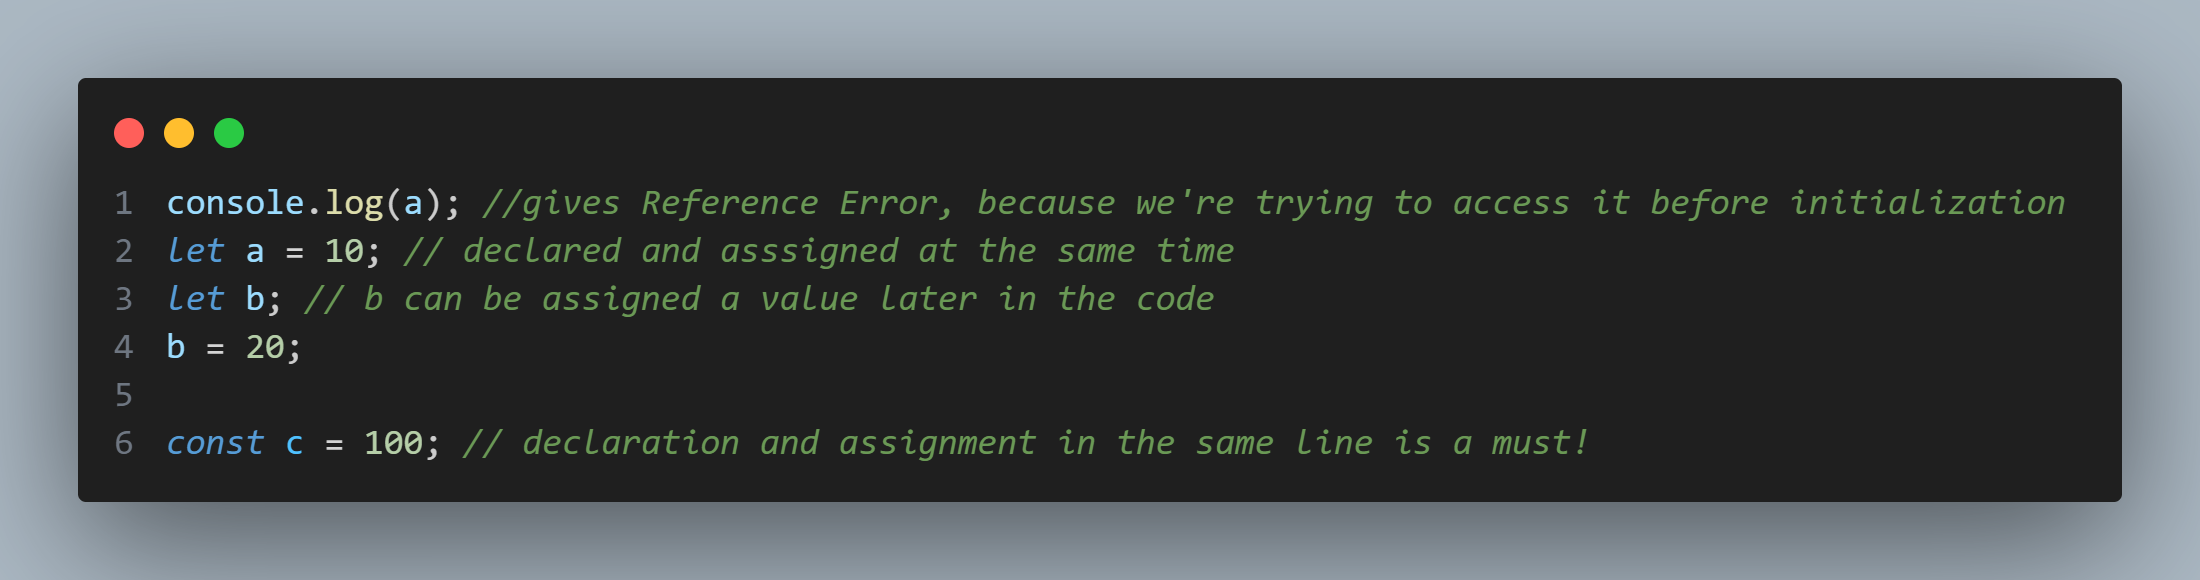 1 console.log(a); //gives Reference Error, because we're trying to access it before initialization
2 let a = 10; // declared and asssigned at the same time
3 let b; // b can be assigned a value later in the code
4 b = 20;
5
6 const c = 100; // declaration and assignment in the same line is a must!